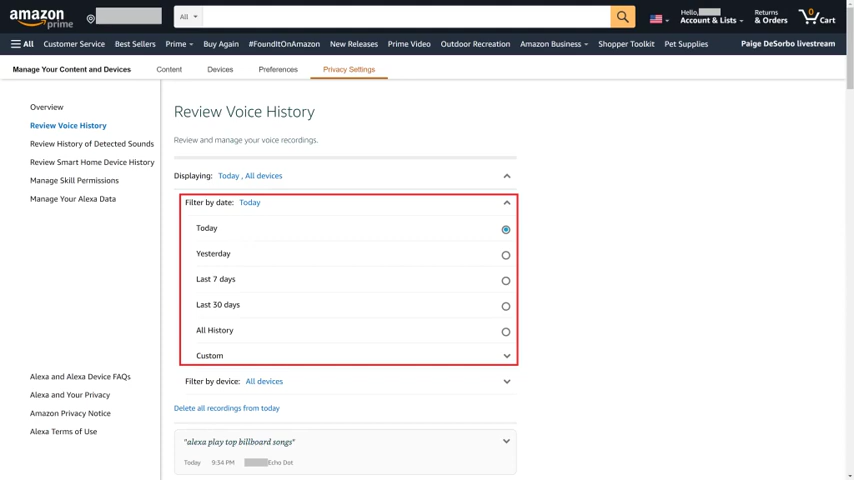 amazon
prime
All
Hello,
Account & Lists
Returns
& Orders
0
Cart
All
Customer Service
Best Sellers
Prime
Buy Again
#FoundItOnAmazon
New Releases
Prime Video
Outdoor Recreation
Amazon Business
Shopper Toolkit
Pet Supplies
Paige DeSorbo livestream
Manage Your Content and Devices
Content
Devices
Preferences
Privacy Settings
Overview
Review Voice History
Review History of Detected Sounds
Review Smart Home Device History
Manage Skill Permissions
Manage Your Alexa Data
Alexa and Alexa Device FAQs
Alexa and Your Privacy
Amazon Privacy Notice
Alexa Terms of Use
Review Voice History
Review and manage your voice recordings.
Displaying: Today , All devices
Filter by date: Today
Today
Yesterday
Last 7 days
Last 30 days
All History
Custom
Filter by device: All devices
Delete all recordings from today
"alexa play top billboard songs"
Today 9:34 PM Echo Dot